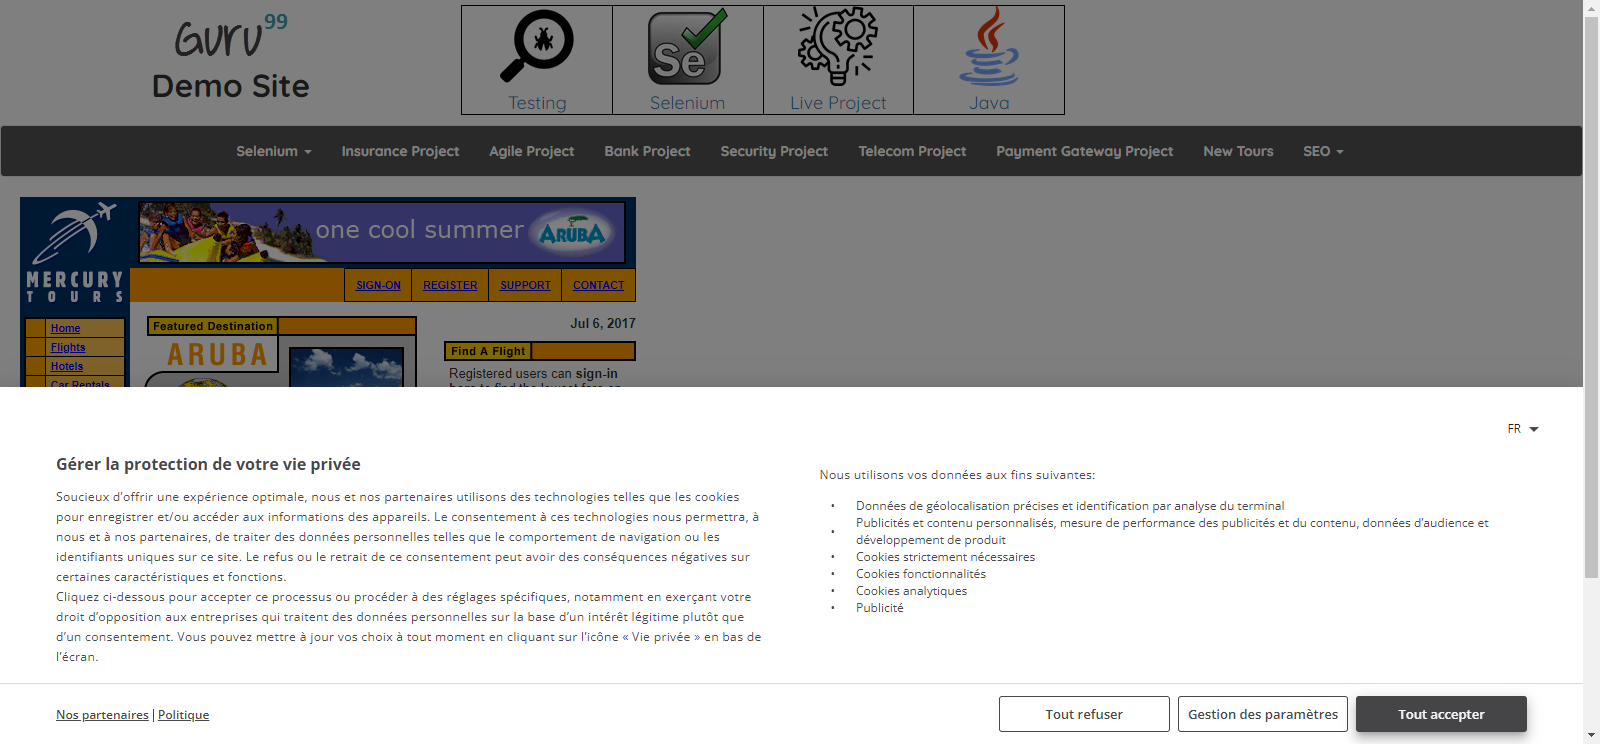 Guru99
Demo Site
Testing
Selenium
Live Project
Java
Selenium
Insurance Project
Agile Project
Bank Project
Security Project
Telecom Project
Payment Gateway Project
New Tours
SEO
one cool summer
ARUBA
MERCURY
TOURS
SIGN-ON
REGISTER
SUPPORT
CONTACT
Home
Flights
Hotels
Car Rentals
Featured Destination
ARUBA
Jul 6, 2017
Find A Flight
Registered users can sign-in
here to find the lowest fare on
FR
Gérer la protection de votre vie privée
Soucieux d’offrir une expérience optimale, nous et nos partenaires utilisons des technologies telles que les cookies
pour enregistrer et/ou accéder aux informations des appareils. Le consentement à ces technologies nous permettra, à
nous et à nos partenaires, de traiter des données personnelles telles que le comportement de navigation ou les
identifiants uniques sur ce site. Le refus ou le retrait de ce consentement peut avoir des conséquences négatives sur
certaines caractéristiques et fonctions.
Cliquez ci-dessous pour accepter ce processus ou procéder à des réglages spécifiques, notamment en exerçant votre
droit d’opposition aux entreprises qui traitent des données personnelles sur la base d’un intérêt légitime plutôt que
d’un consentement. Vous pouvez mettre à jour vos choix à tout moment en cliquant sur l’icône « Vie privée » en bas de
l’écran.
Nous utilisons vos données aux fins suivantes:
• Données de géolocalisation précises et identification par analyse du terminal
• Publicités et contenu personnalisés, mesure de performance des publicités et du contenu, données d’audience et
développement de produit
• Cookies strictement nécessaires
• Cookies fonctionnalités
• Cookies analytiques
• Publicité
Nos partenaires | Politique
Tout refuser
Gestion des paramètres
Tout accepter